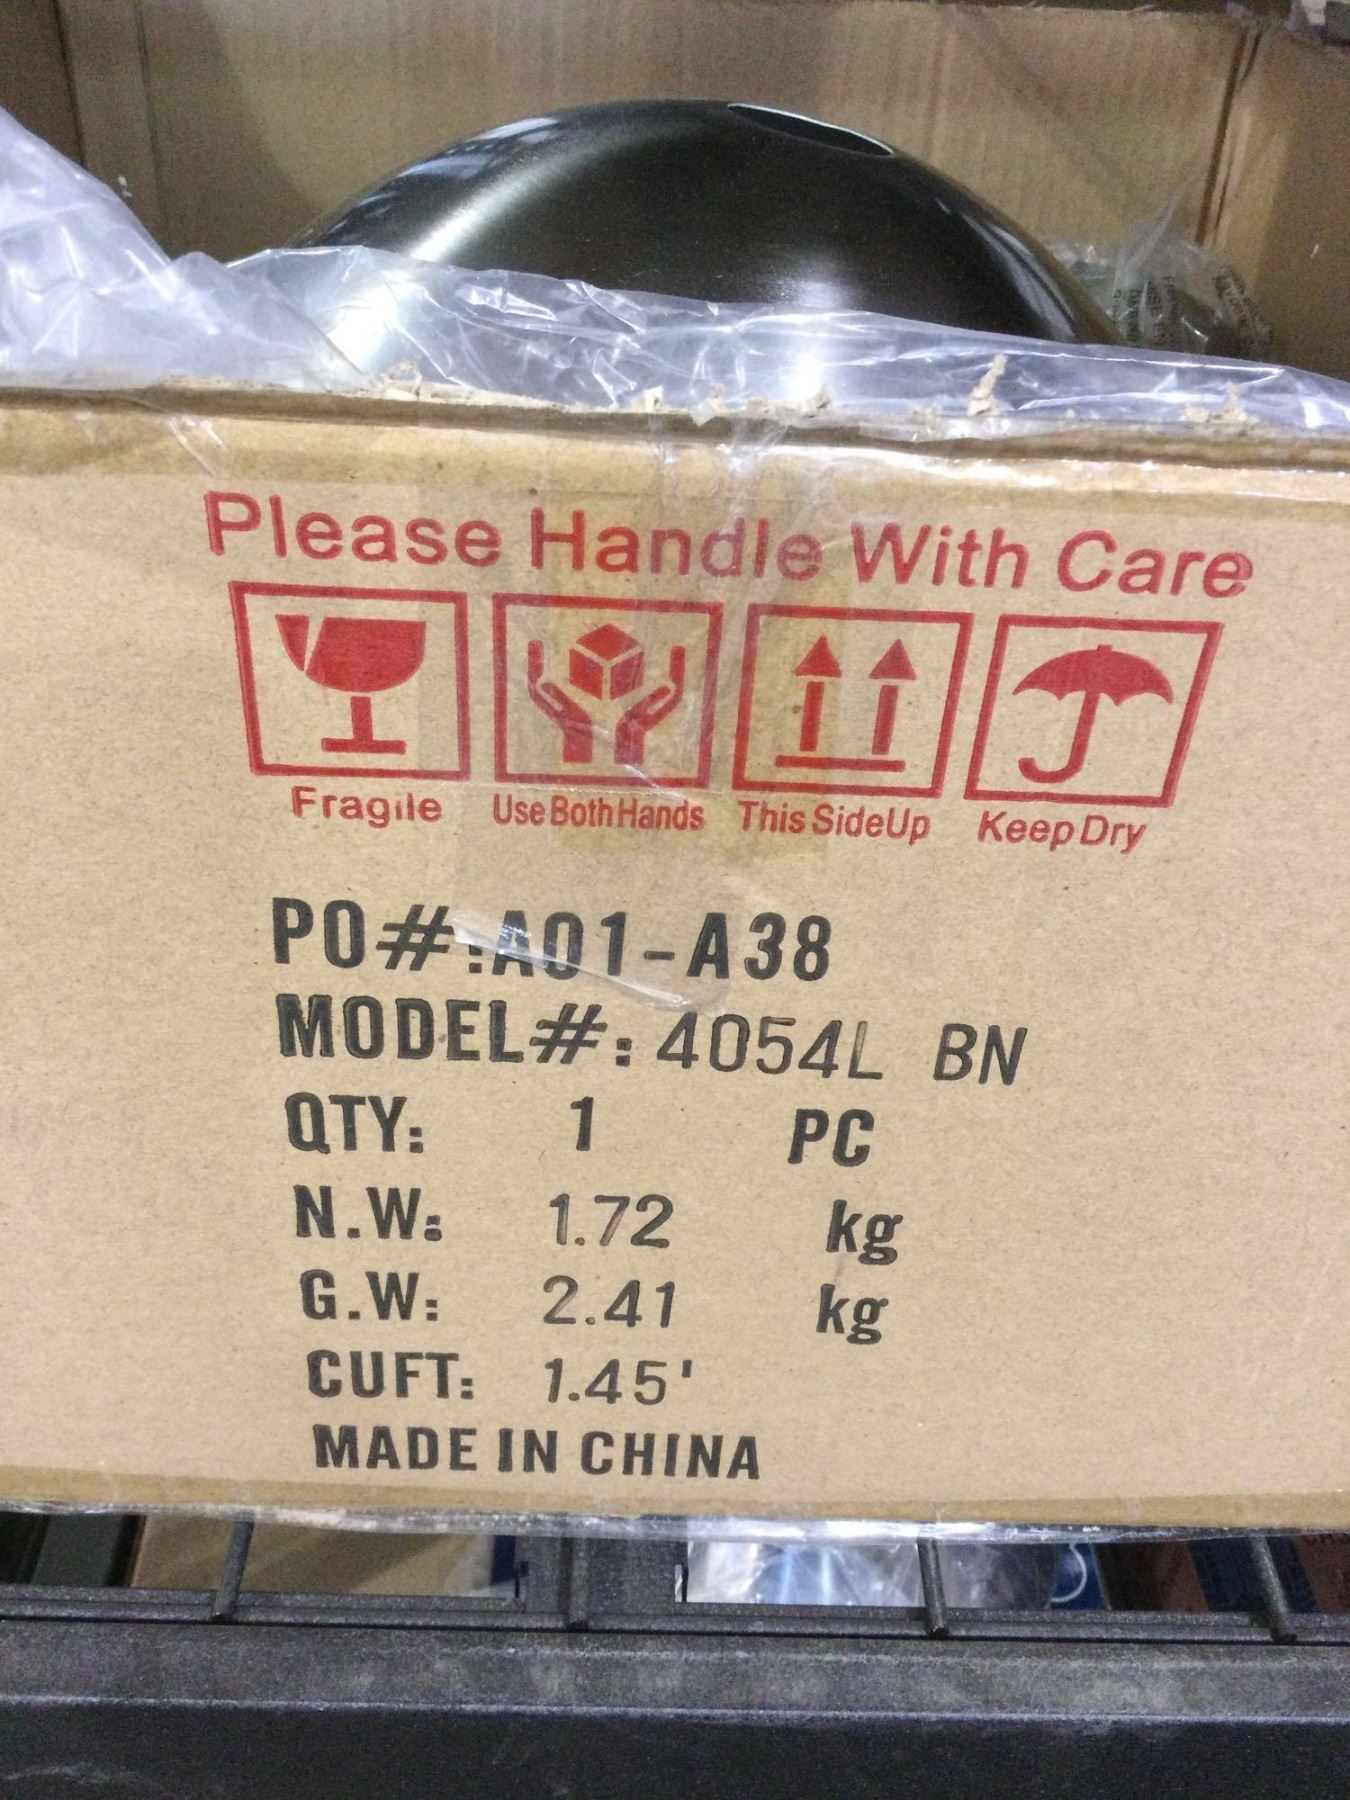 Please Handle With Care
Fragile Use Both Hands This Side Up Keep Dry
PO#:A01-A38
MODEL#: 4054L BN
QTY: 1 PC
N.W: 1.72 kg
G.W: 2.41 kg
CUFT: 1.45'
MADE IN CHINA